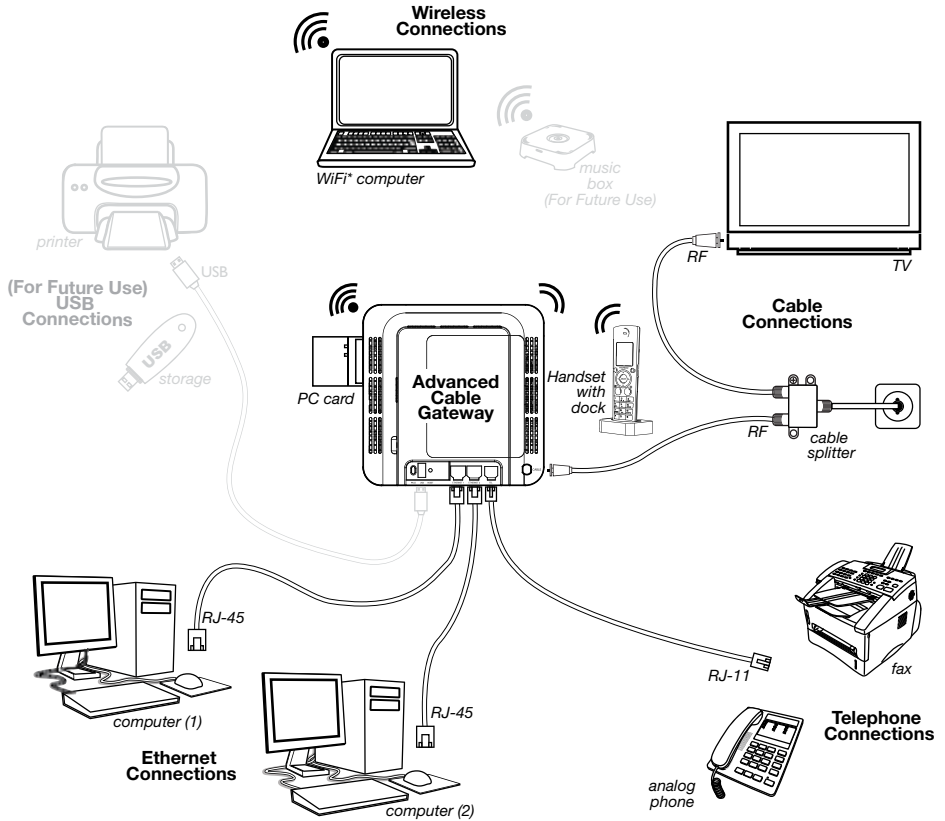 Wireless
Connections
WiFi* computer
music
box
(For Future Use)
printer
USB
(For Future Use)
USB
Connections
USB
storage
RF
TV
Cable
Connections
PC card
Advanced
Cable
Gateway
Handset
with
dock
RF
cable
splitter
CABLE
RJ-45
computer (1)
Ethernet
Connections
RJ-45
computer (2)
RJ-11
fax
Telephone
Connections
analog
phone